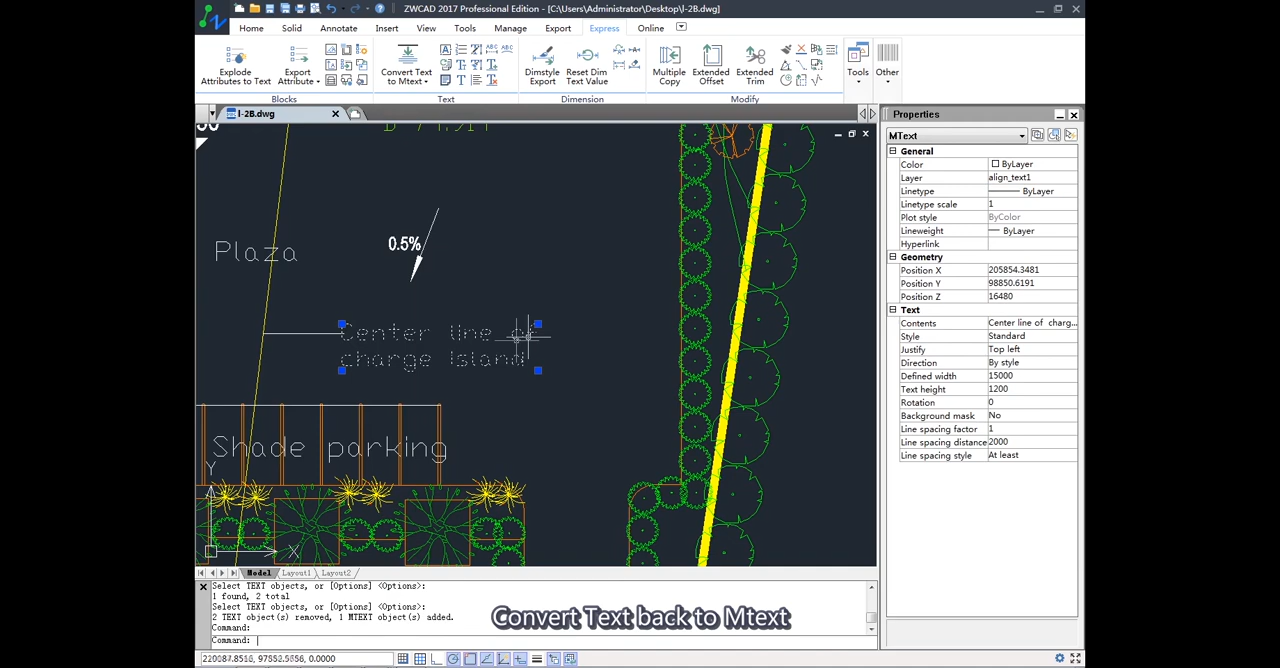 ZWCAD 2017 Professional Edition - [C:\Users\Administrator\Desktop\I-2B.dwg]
Home Solid Annotate Insert View Tools Manage Export Express Online
Explode Attributes to Text
Export Attribute
Convert Text to Mtext
Dimstyle Export
Reset Dim Text Value
Multiple Copy
Extended Offset
Extended Trim
Tools
Other
Blocks Text Dimension Modify
I-2B.dwg
Plaza
0.5%
Center line of
charge Island
Shade parking
Y
X
Model Layout1 Layout2
Properties
MText
General
Color ByLayer
Layer align_text1
Linetype ByLayer
Linetype scale 1
Plot style ByColor
Lineweight ByLayer
Hyperlink
Geometry
Position X 205854.3481
Position Y 98850.6191
Position Z 16480
Text
Contents Center line of charg...
Style Standard
Justify Top left
Direction By style
Defined width 15000
Text height 1200
Rotation 0
Background mask No
Line spacing factor 1
Line spacing distance 2000
Line spacing style At least
Select TEXT objects, or [Options] <Options>:
1 found, 2 total
Select TEXT objects, or [Options] <Options>:
2 TEXT object(s) removed, 1 MTEXT object(s) added.
Command:
Command:
Convert Text back to Mtext